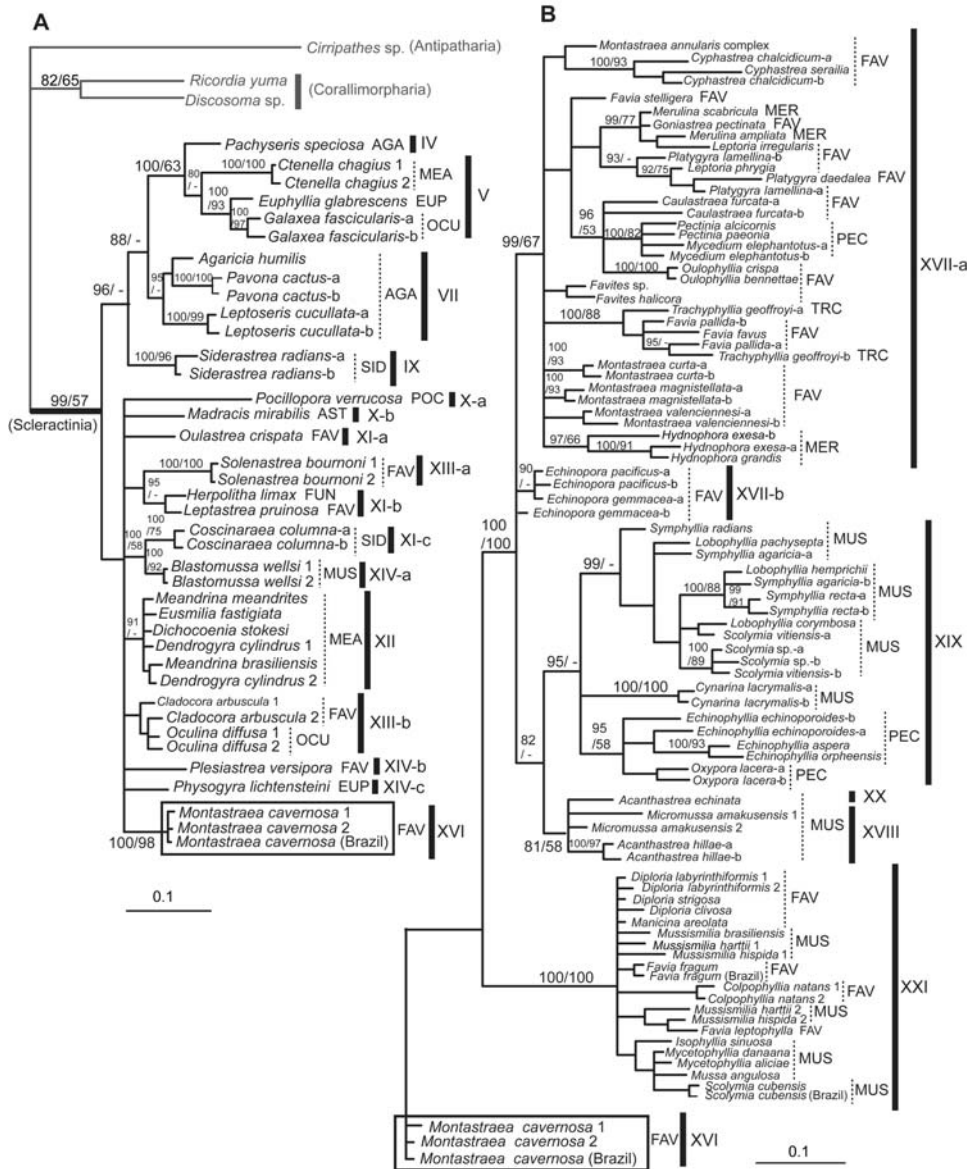 A
Cirripathes sp. (Antipatharia)
82/65
Ricordia yuma
Discosoma sp.
(Corallimorpharia)
Pachyseris speciosa AGA IV
100/63
80
/ -
100/100
Ctenella chagius 1
Ctenella chagius 2
MEA
V
100
/93
Euphyllia glabrescens EUP
100
/97
Galaxea fascicularis-a
Galaxea fascicularis-b
OCU
88/ -
Agaricia humilis
95
/ -
100/100
Pavona cactus-a
Pavona cactus-b
AGA
VII
96/ -
100/99
Leptoseris cucullata-a
Leptoseris cucullata-b
100/96
Siderastrea radians-a
Siderastrea radians-b
SID
IX
99/57
(Scleractinia)
Pocillopora verrucosa POC X-a
Madracis mirabilis AST X-b
Oulastrea crispata FAV XI-a
100/100
Solenastrea bournoni 1
Solenastrea bournoni 2
FAV
XIII-a
95
/ -
Herpolitha limax FUN
Leptastrea pruinosa FAV
XI-b
100
/58
100
/75
Coscinaraea columna-a
Coscinaraea columna-b
SID
XI-c
100
/92
Blastomussa wellsi 1
Blastomussa wellsi 2
MUS
XIV-a
91
/ -
Meandrina meandrites
Eusmilia fastigiata
Dichocoenia stokesi
Dendrogyra cylindrus 1
Meandrina brasiliensis
Dendrogyra cylindrus 2
MEA
XII
Cladocora arbuscula 1
Cladocora arbuscula 2
FAV
Oculina diffusa 1
Oculina diffusa 2
OCU
XIII-b
Plesiastrea versipora FAV XIV-b
Physogyra lichtensteini EUP XIV-c
Montastraea cavernosa 1
Montastraea cavernosa 2
Montastraea cavernosa (Brazil)
FAV
XVI
100/98
0.1
B
Montastraea annularis complex
100/93
Cyphastrea chalcidicum-a
Cyphastrea serailia
Cyphastrea chalcidicum-b
FAV
Favia stelligera FAV
99/77
Merulina scabricula MER
Goniastrea pectinata FAV
Merulina ampliata MER
Leptoria irregularis
93/ -
Platygyra lamellina-b
FAV
92/75
Leptoria phrygia
Platygyra daedalea FAV
Platygyra lamellina-a
96
/53
Caulastraea furcata-a
Caulastraea furcata-b
FAV
100/82
Pectinia alcicornis
Pectinia paeonia
Mycedium elephantotus-a
Mycedium elephantotus-b
PEC
99/67
100/100
Oulophyllia crispa
Oulophyllia bennettae
FAV
XVII-a
Favites sp.
Favites halicora
100/88
Trachyphyllia geoffroyi-a TRC
Favia pallida-b
Favia favus
95/ -
Favia pallida-a
FAV
Trachyphyllia geoffroyi-b TRC
100
/93
Montastraea curta-a
Montastraea curta-b
100
/93
Montastraea magnistellata-a
Montastraea magnistellata-b
FAV
Montastraea valenciennesi-a
Montastraea valenciennesi-b
97/66
Hydnophora exesa-b
100/91
Hydnophora exesa-a
Hydnophora grandis
MER
90
/ -
Echinopora pacificus-a
Echinopora pacificus-b
Echinopora gemmacea-a
Echinopora gemmacea-b
FAV
XVII-b
100
/100
Symphyllia radians
Lobophyllia pachysepta
Symphyllia agaricia-a
MUS
99/ -
100/88
Lobophyllia hemprichii
Symphyllia agaricia-b
99
/91
Symphyllia recta-a
Symphyllia recta-b
MUS
Lobophyllia corymbosa
Scolymia vitiensis-a
100
/89
Scolymia sp.-a
Scolymia sp.-b
Scolymia vitiensis-b
MUS
XIX
95/ -
100/100
Cynarina lacrymalis-a
Cynarina lacrymalis-b
MUS
95
/58
Echinophyllia echinoporoides-b
Echinophyllia echinoporoides-a
100/93
Echinophyllia aspera
Echinophyllia orpheensis
PEC
Oxypora lacera-a
Oxypora lacera-b
PEC
82
/ -
Acanthastrea echinata
XX
Micromussa amakusensis 1
Micromussa amakusensis 2
MUS
XVIII
81/58
100/97
Acanthastrea hillae-a
Acanthastrea hillae-b
Diploria labyrinthiformis 1
Diploria labyrinthiformis 2
Diploria strigosa
Diploria clivosa
Manicina areolata
FAV
Mussismilia brasiliensis
Mussismilia harttii 1
Mussismilia hispida 1
MUS
100/100
Favia fragum
Favia fragum (Brazil)
FAV
Colpophyllia natans 1
Colpophyllia natans 2
FAV
XXI
Mussismilia harttii 2
Mussismilia hispida 2
MUS
Favia leptophylla FAV
Isophyllia sinuosa
Mycetophyllia danaana
Mycetophyllia aliciae
Mussa angulosa
MUS
Scolymia cubensis
Scolymia cubensis (Brazil)
MUS
Montastraea cavernosa 1
Montastraea cavernosa 2
Montastraea cavernosa (Brazil)
FAV
XVI
0.1